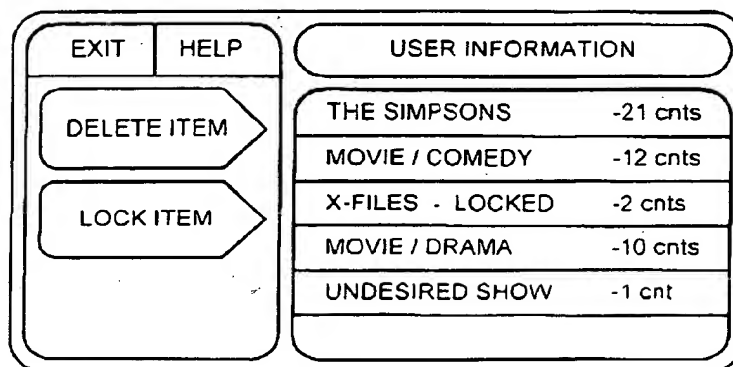 EXIT HELP
DELETE ITEM
LOCK ITEM
USER INFORMATION
THE SIMPSONS -21 cnts
MOVIE / COMEDY -12 cnts
X-FILES - LOCKED -2 cnts
MOVIE / DRAMA -10 cnts
UNDESIRED SHOW -1 cnt